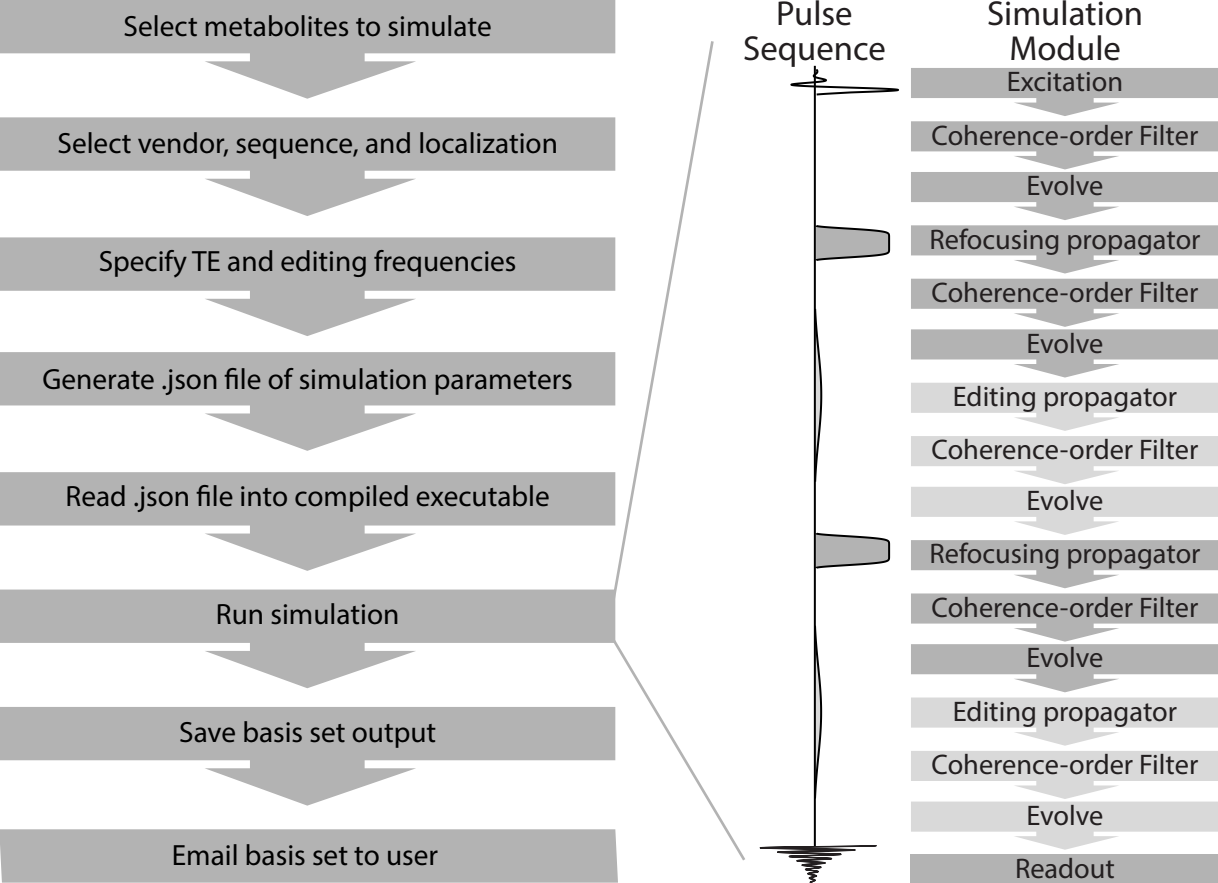 Select metabolites to simulate
Select vendor, sequence, and localization
Specify TE and editing frequencies
Generate .json file of simulation parameters
Read .json file into compiled executable
Run simulation
Save basis set output
Email basis set to user
Pulse
Sequence
Simulation
Module
Excitation
Coherence-order Filter
Evolve
Refocusing propagator
Coherence-order Filter
Evolve
Editing propagator
Coherence-order Filter
Evolve
Refocusing propagator
Coherence-order Filter
Evolve
Editing propagator
Coherence-order Filter
Evolve
Readout